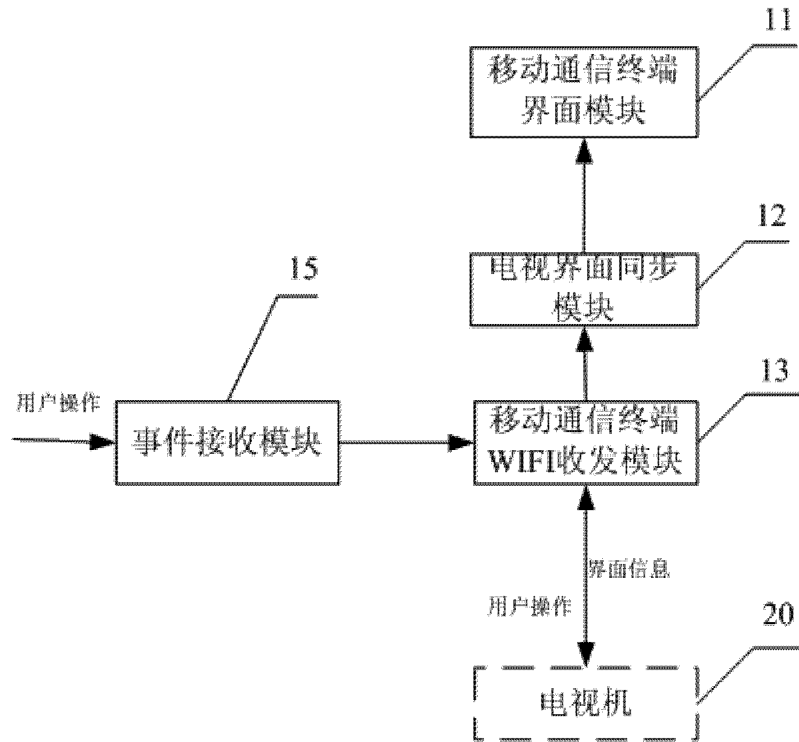 11
移动通信终端
界面模块
12
电视界面同步
模块
15
13
用户操作
事件接收模块
移动通信终端
WIFI收发模块
界面信息
用户操作
20
电视机